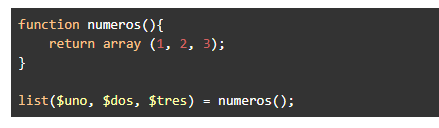 function numeros(){
    return array (1, 2, 3);
}

list($uno, $dos, $tres) = numeros();